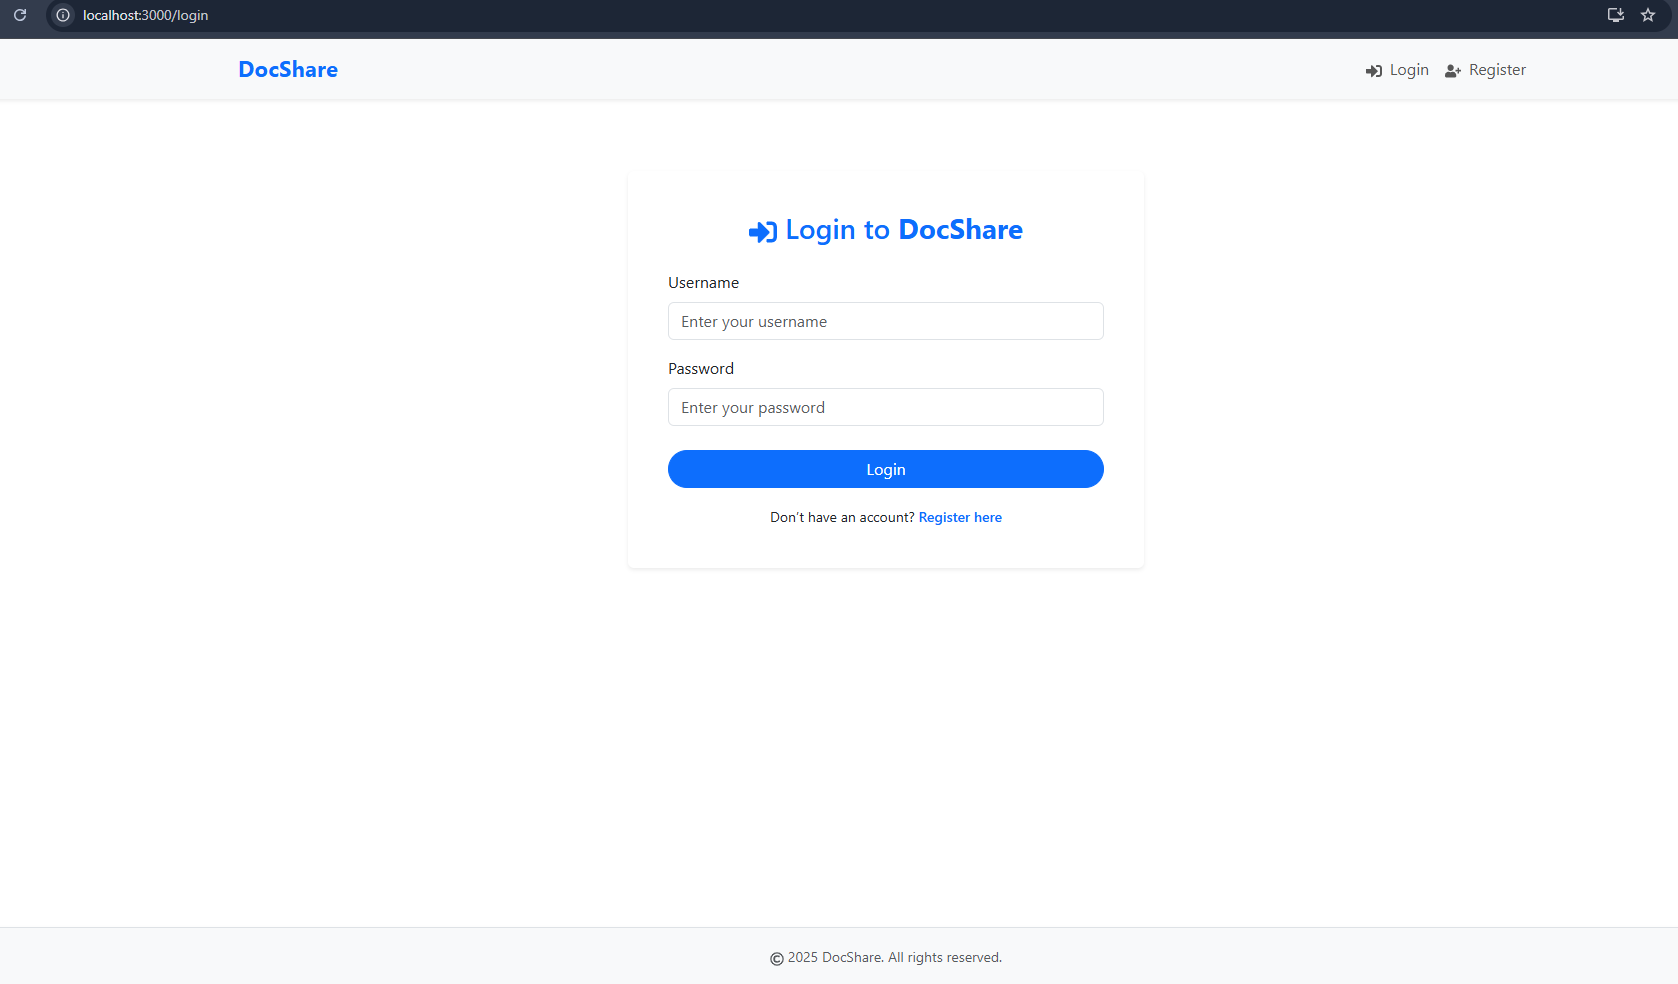 localhost:3000/login
DocShare
Login
Register
Login to DocShare
Username
Enter your username
Password
Enter your password
Login
Don't have an account? Register here
© 2025 DocShare. All rights reserved.